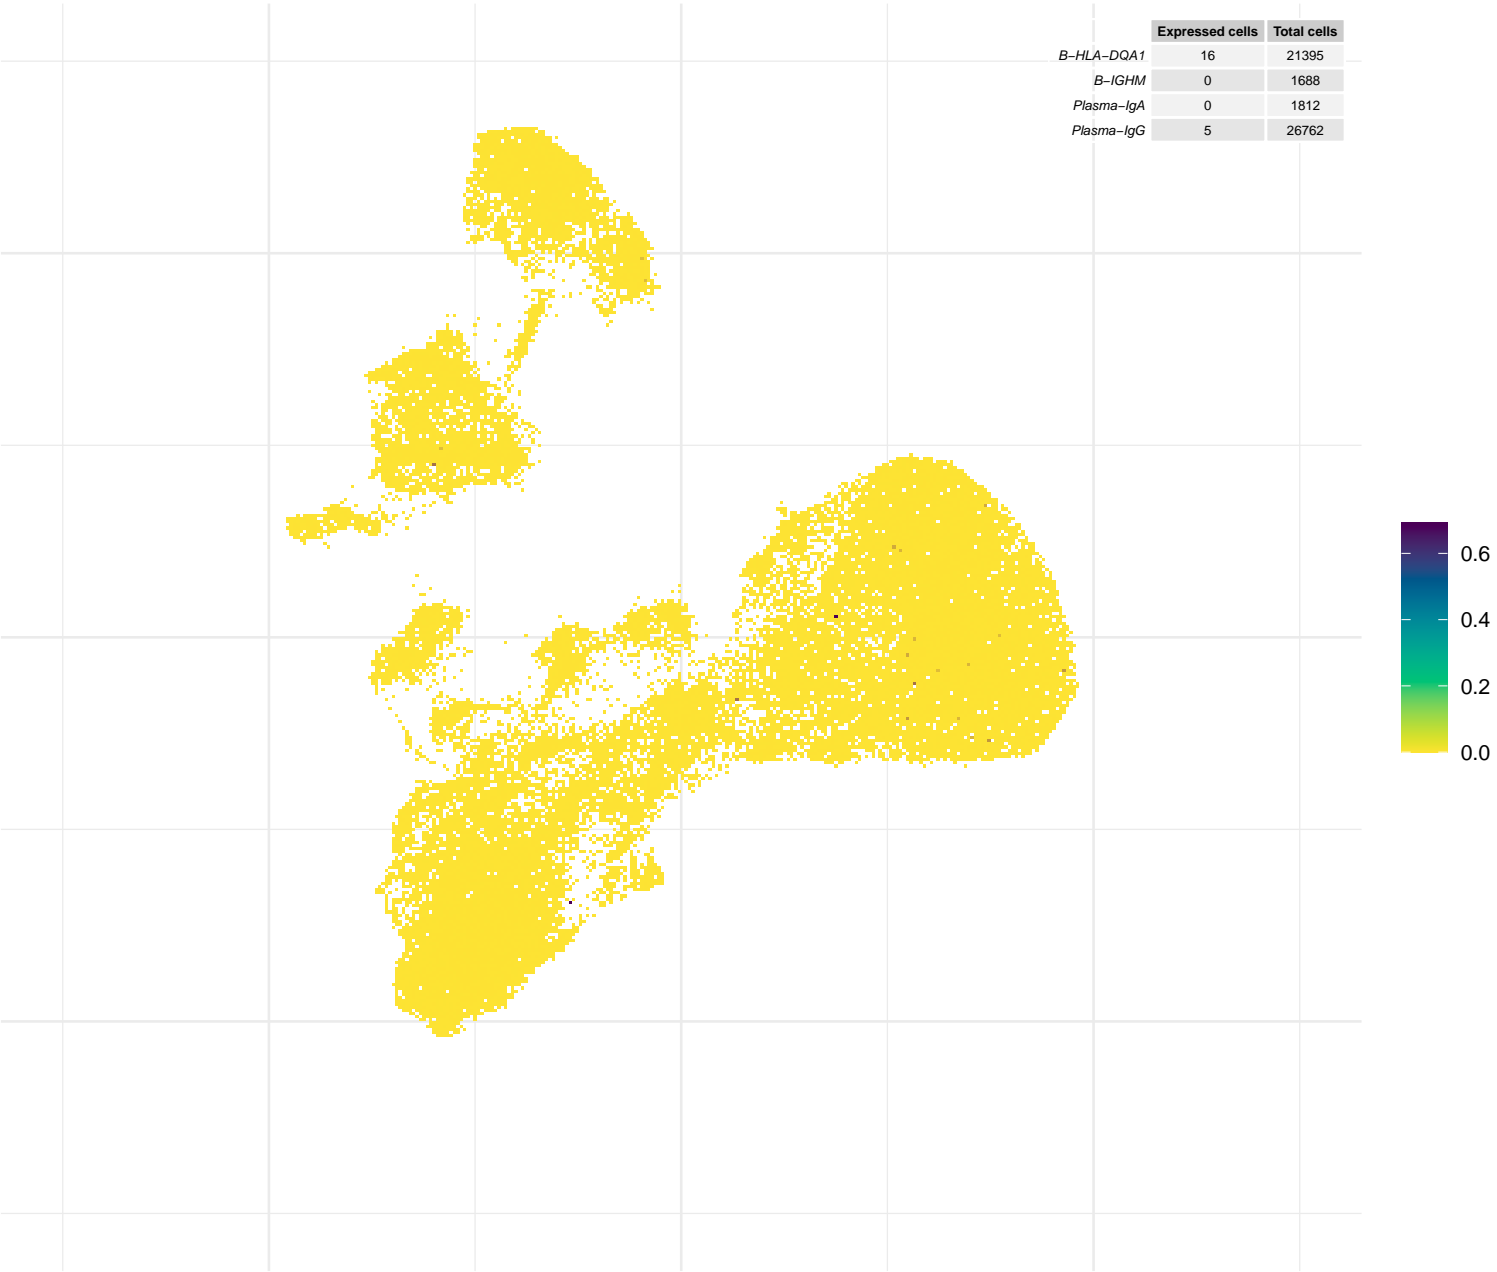 Expressed cells Total cells
B−HLA−DQA1 16 21395
B−IGHM 0 1688
Plasma−IgA 0 1812
Plasma−IgG 5 26762
0.6
0.4
0.2
0.0